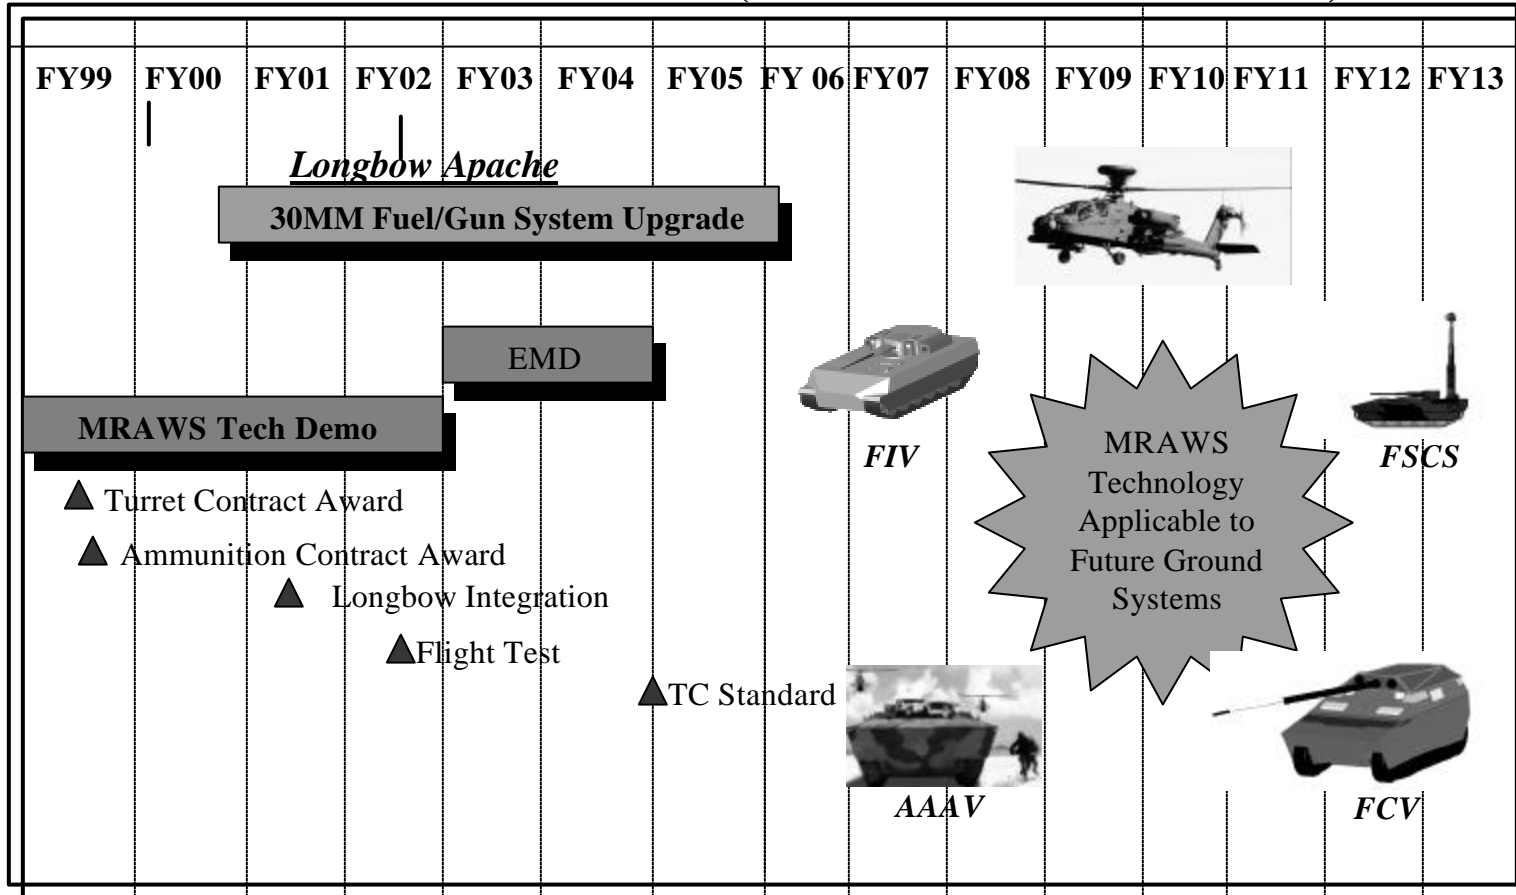 FY99 FY00 FY01 FY02 FY03 FY04 FY05 FY 06 FY07 FY08 FY09 FY10 FY11 FY12 FY13
Longbow Apache
30MM Fuel/Gun System Upgrade
EMD
MRAWS Tech Demo
Turret Contract Award
Ammunition Contract Award
Longbow Integration
Flight Test
TC Standard
FIV
MRAWS
Technology
Applicable to
Future Ground
Systems
FSCS
AAAV
FCV